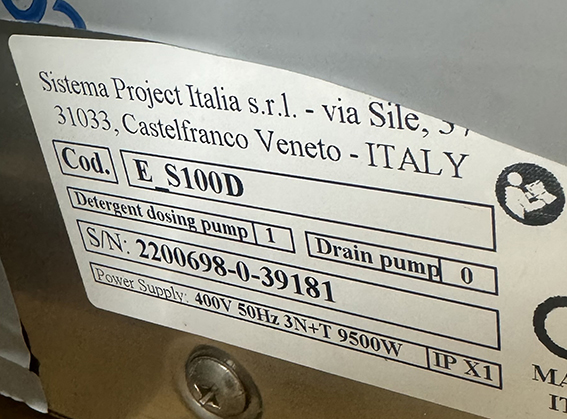 Sistema Project Italia s.r.l. - via Sile,
31033, Castelfranco Veneto - ITALY
Cod. E_S100D
Detergent dosing pump 1 Drain pump 0
S/N: 2200698-0-39181
Power Supply: 400V 50Hz 3N+T 9500W IP X1